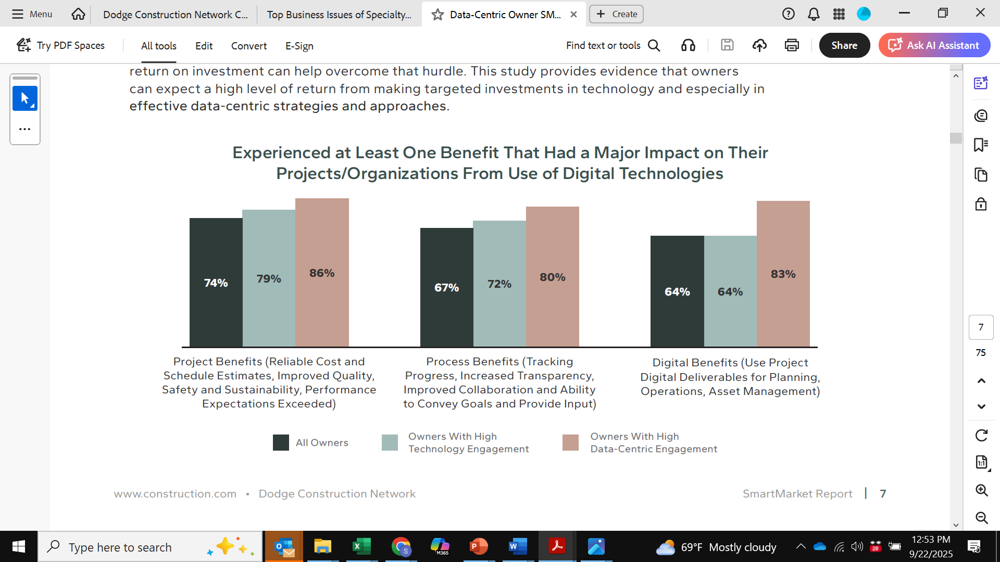 Menu
Dodge Construction Network C...
Top Business Issues of Specialty...
Data-Centric Owner SM...
Create
Try PDF Spaces
All tools
Edit
Convert
E-Sign
Find text or tools
Share
Ask AI Assistant
return on investment can help overcome that hurdle. This study provides evidence that owners
can expect a high level of return from making targeted investments in technology and especially in
effective data-centric strategies and approaches.
Experienced at Least One Benefit That Had a Major Impact on Their
Projects/Organizations From Use of Digital Technologies
74%
79%
86%
67%
72%
80%
64%
64%
83%
Project Benefits (Reliable Cost and
Schedule Estimates, Improved Quality,
Safety and Sustainability, Performance
Expectations Exceeded)
Process Benefits (Tracking
Progress, Increased Transparency,
Improved Collaboration and Ability
to Convey Goals and Provide Input)
Digital Benefits (Use Project
Digital Deliverables for Planning,
Operations, Asset Management)
All Owners
Owners With High
Technology Engagement
Owners With High
Data-Centric Engagement
www.construction.com • Dodge Construction Network
SmartMarket Report | 7
7
75
1:1
Type here to search
M365
S
69°F Mostly cloudy
20
12:53 PM
9/22/2025
5